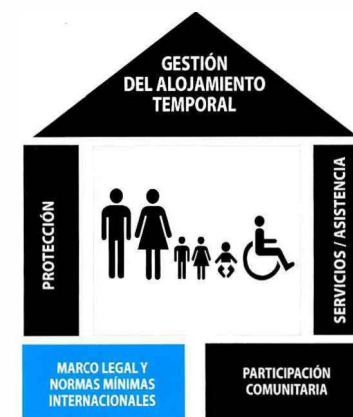 GESTIÓN
DEL ALOJAMIENTO
TEMPORAL
PROTECCIÓN
SERVICIOS / ASISTENCIA
MARCO LEGAL Y
NORMAS MÍNIMAS
INTERNACIONALES
PARTICIPACIÓN
COMUNITARIA